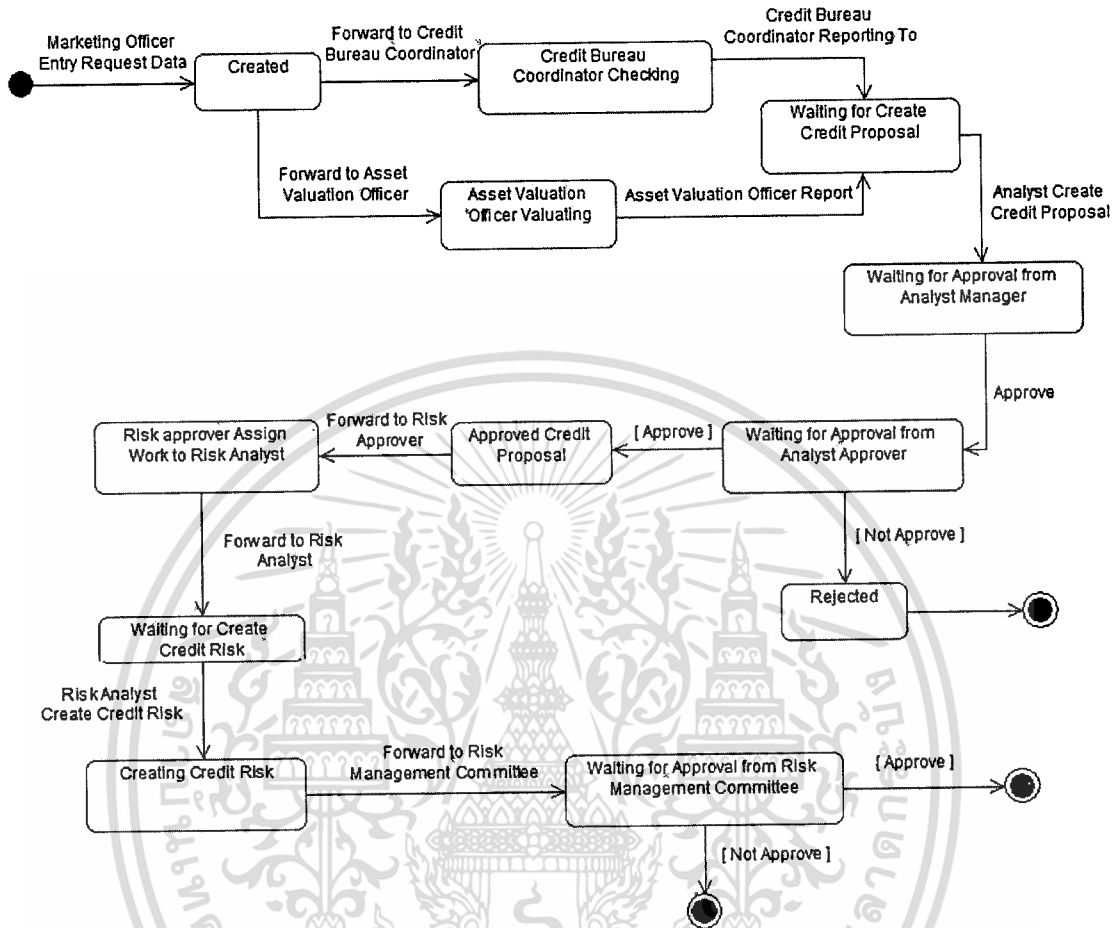 Marketing Officer
Entry Request Data
Created
Forward to Credit
Bureau Coordinator
Credit Bureau
Coordinator Checking
Credit Bureau
Coordinator Reporting To
Waiting for Create
Credit Proposal
Forward to Asset
Valuation Officer
Asset Valuation
Officer Valuating
Asset Valuation Officer Report
Analyst Create
Credit Proposal
Waiting for Approval from
Analyst Manager
Approve
Waiting for Approval from
Analyst Approver
[ Approve ]
Approved Credit
Proposal
Forward to Risk
Approver
Risk approver Assign
Work to Risk Analyst
[ Not Approve ]
Rejected
Forward to Risk
Analyst
Waiting for Create
Credit Risk
Risk Analyst
Create Credit Risk
Creating Credit Risk
Forward to Risk
Management Committee
Waiting for Approval from Risk
Management Committee
[ Approve ]
[ Not Approve ]